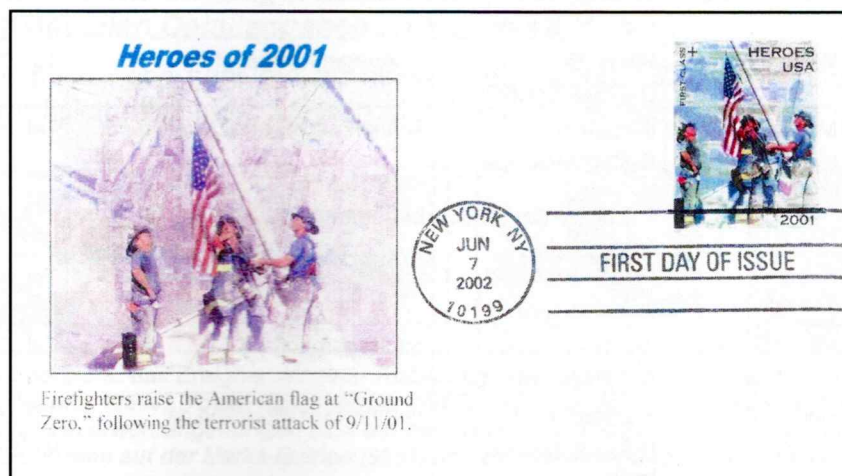 Heroes of 2001
FIRST CLASS +
HEROES
USA
2001
NEW YORK NY
JUN
7
2002
10199
FIRST DAY OF ISSUE
Firefighters raise the American flag at “Ground
Zero,” following the terrorist attack of 9/11/01.